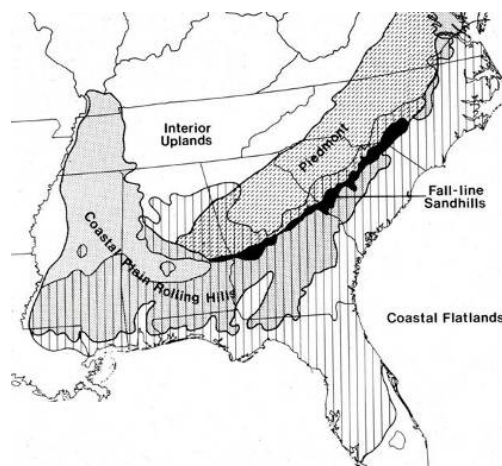 Interior
Uplands
Piedmont
Fall-line
Sandhills
Coastal Plain Rolling Hills
Coastal Flatlands